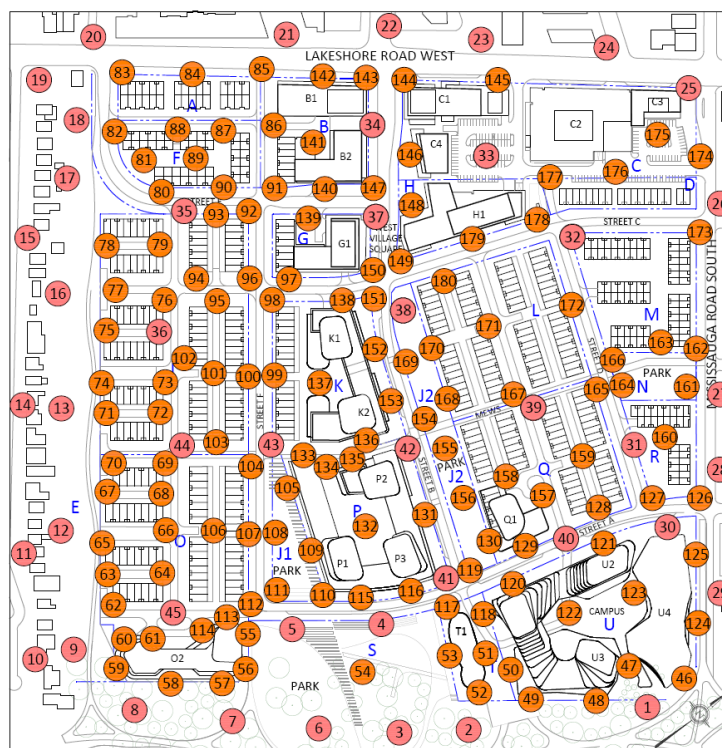 20 21 22 23 24
LAKESHORE ROAD WEST
19 83 84 85 142 143 144 145 25
A B1 C1 C3
18 82 88 87 86 141 B 34 C2 175
81 89 F B2 146 C4 33 174
17 80 90 91 140 147 H 177 176 C D
STREET E 35 93 92 139 37 148 H1 178 26
WEST VILLAGE SQUARE
STREET C
15 78 79 G G1 179 32 173
94 96 97 150 149
16 77 76 95 98 138 151 180 172
38 L M
75 36 K1 152 171
102 169 170 STREET D 163 162
166 PARK
MISSISSAUGA ROAD SOUTH
74 73 101 100 99 137 K 167 165 164 N 161 27
14 13 71 72 STREET F K2 153 J2 168 39
154 MEWS
44 103 43 136 42 155 31 160
70 69 104 133 134 135 PARK 158 159 R 28
67 68 105 P2 STREET B J2 Q
E P 156 157 128 127 126
12 66 106 107 108 132 131 Q1 30
65 O 130 129 40 STREET A 121
11 109 P1 P3 125
63 64 J1 119 U2
PARK 41 120 123 29
62 45 112 111 110 115 116 117 118 122 CAMPUS U4
113 U 124
60 61 114 55 5 4 T1
10 9 S 53 51
59 O2 56 54 50 U3 47
58 57 PARK 52 I 46
49 48
8 7 6 3 2 1